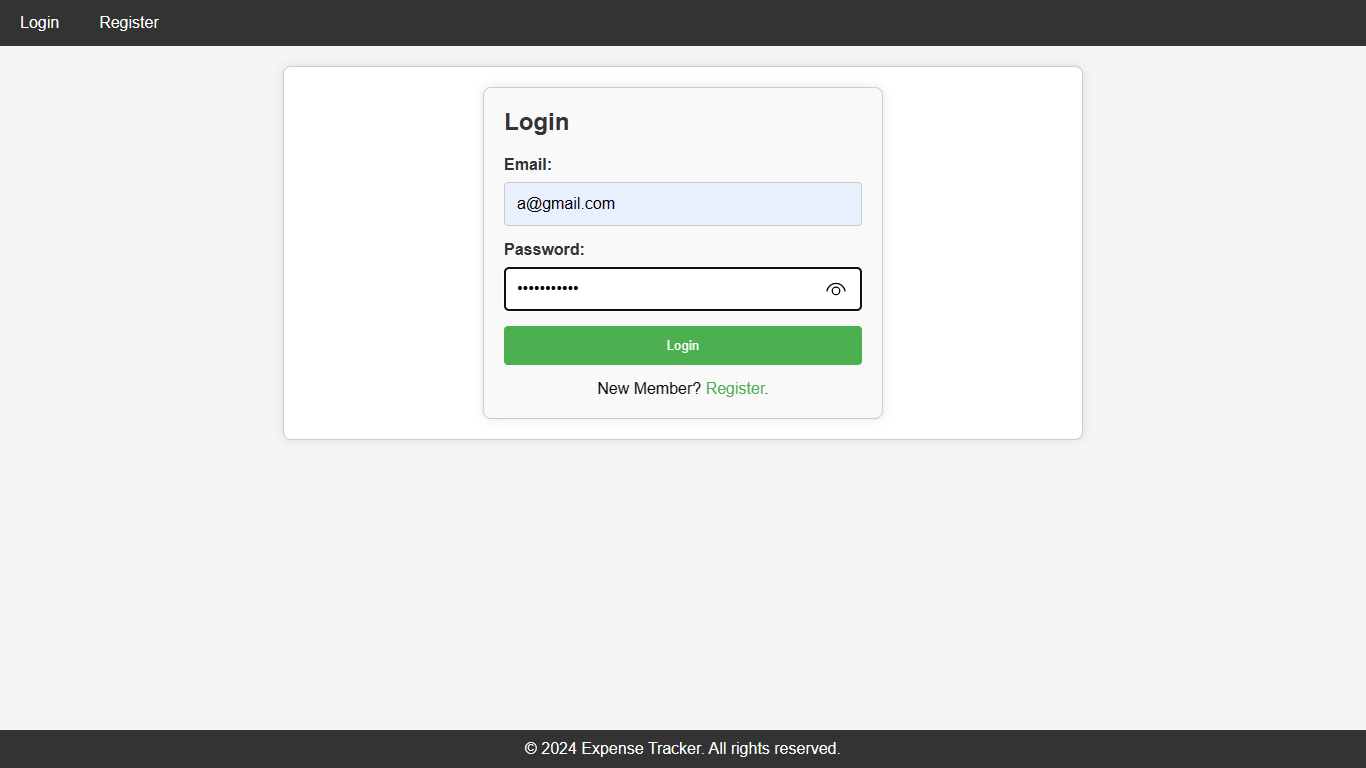 Login Register
Login
Email:
a@gmail.com
Password:
•••••••••••
Login
New Member? Register.
© 2024 Expense Tracker. All rights reserved.